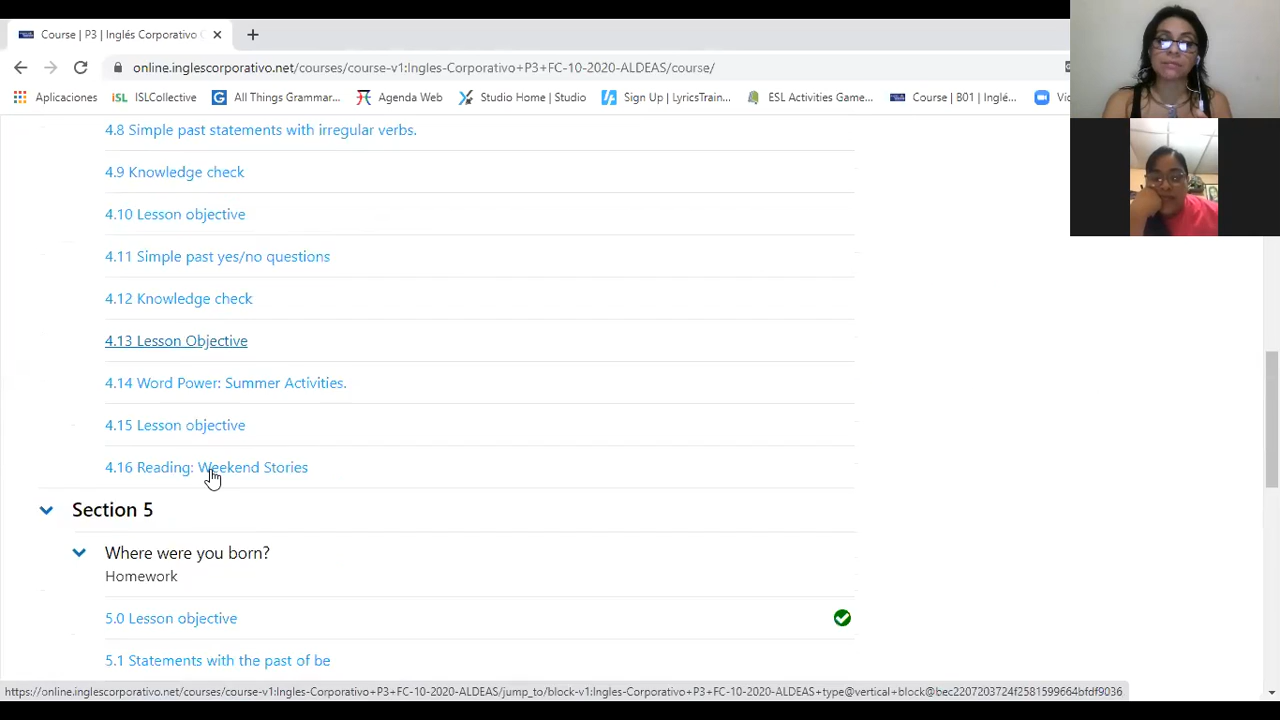 Course | P3 | Inglés Corporativo
online.inglescorporativo.net/courses/course-v1:Ingles-Corporativo+P3+FC-10-2020-ALDEAS/course/
Aplicaciones ISLCollective All Things Grammar... Agenda Web Studio Home | Studio Sign Up | LyricsTrain... ESL Activities Game... Course | B01 | Inglé...
4.8 Simple past statements with irregular verbs.
4.9 Knowledge check
4.10 Lesson objective
4.11 Simple past yes/no questions
4.12 Knowledge check
4.13 Lesson Objective
4.14 Word Power: Summer Activities.
4.15 Lesson objective
4.16 Reading: Weekend Stories
Section 5
Where were you born?
Homework
5.0 Lesson objective
5.1 Statements with the past of be
https://online.inglescorporativo.net/courses/course-v1:Ingles-Corporativo+P3+FC-10-2020-ALDEAS/jump_to/block-v1:Ingles-Corporativo+P3+FC-10-2020-ALDEAS+type@vertical+block@bec2207203724f2581599664bfdf9036